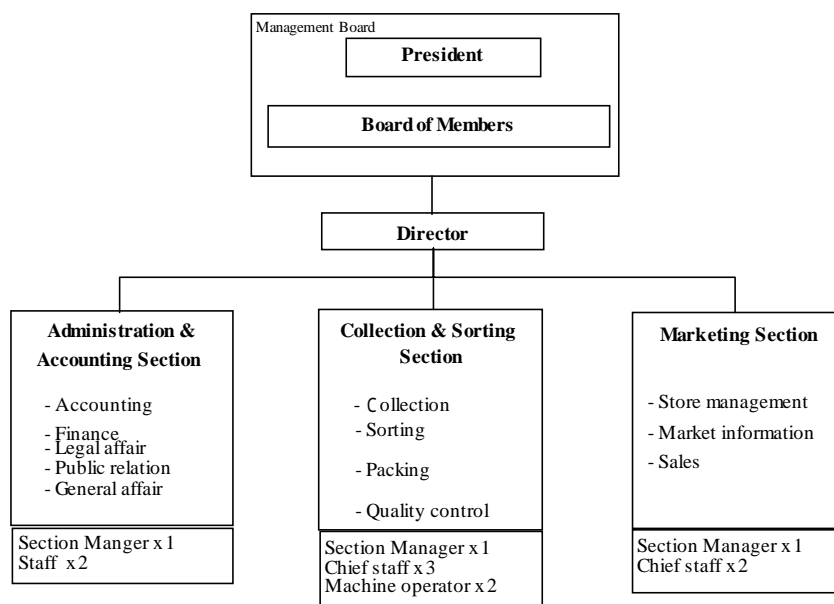 Management Board
President
Board of Members
Director
Administration &
Accounting Section
- Accounting
- Finance
- Legal affair
- Public relation
- General affair
Section Manger x 1
Staff x 2
Collection & Sorting
Section
- Collection
- Sorting
- Packing
- Quality control
Section Manager x 1
Chief staff x 3
Machine operator x 2
Marketing Section
- Store management
- Market information
- Sales
Section Manager x 1
Chief staff x 2